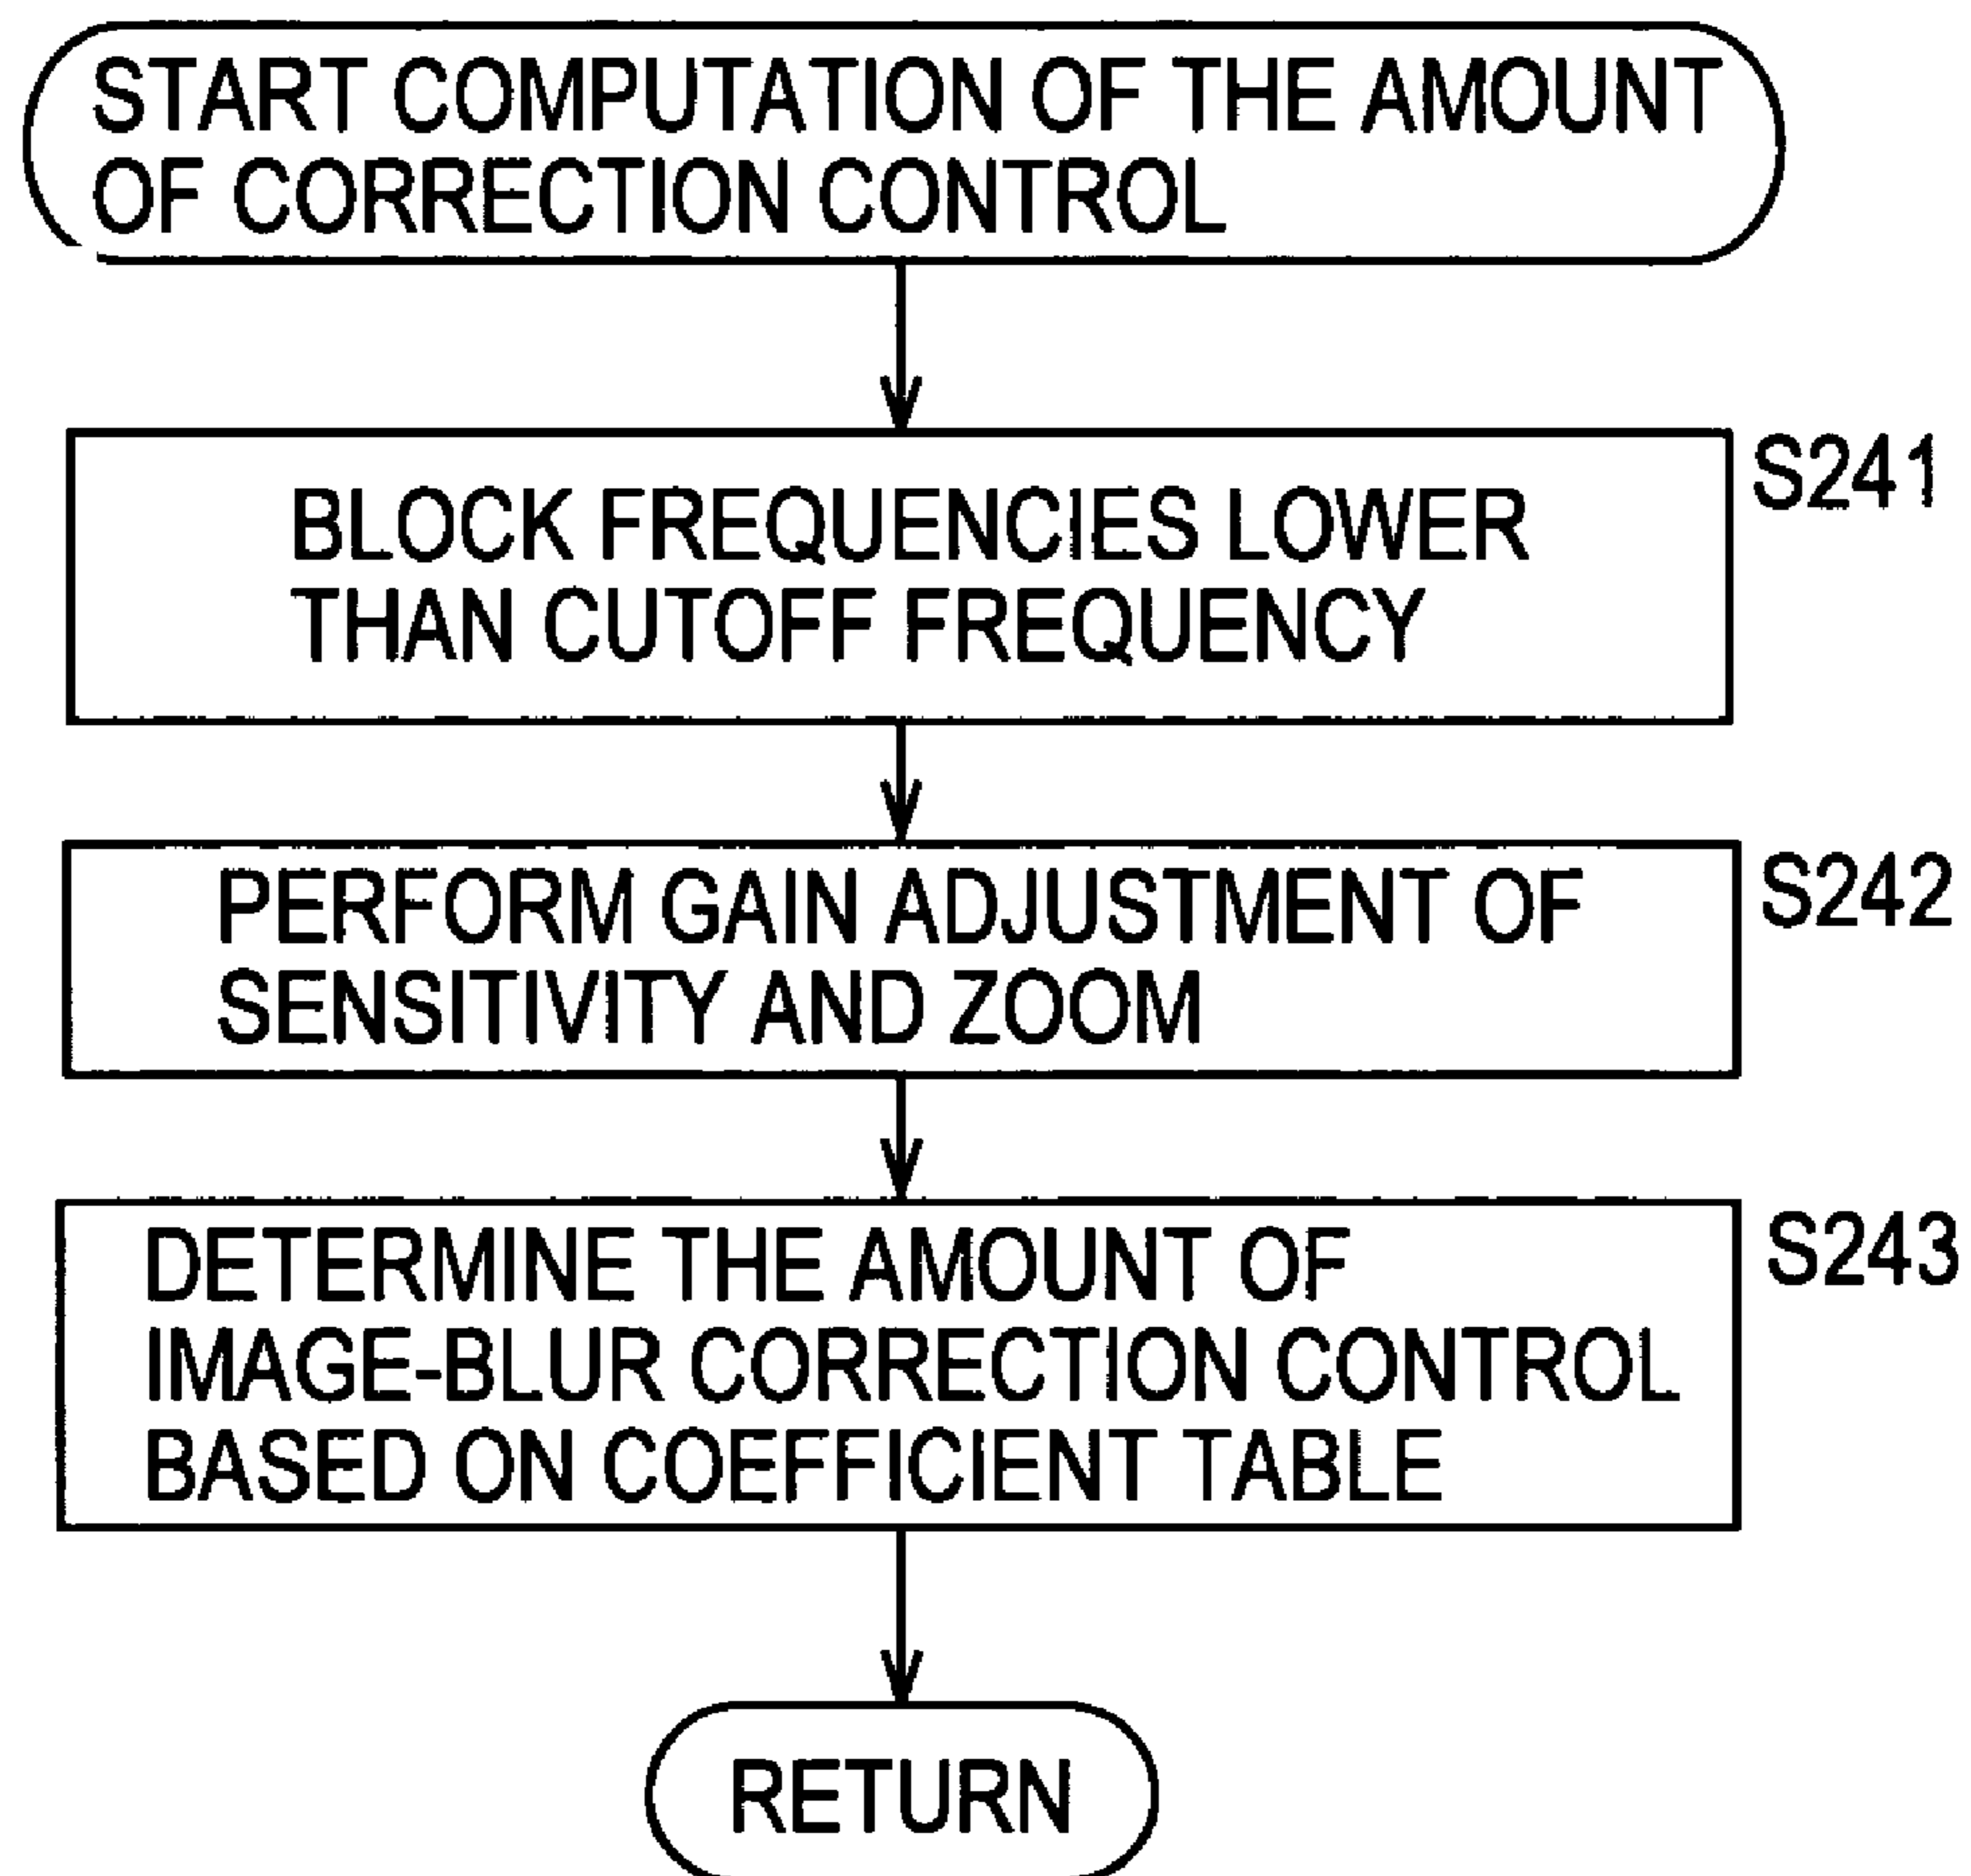 START COMPUTATION OF THE AMOUNT
OF CORRECTION CONTROL
S241
BLOCK FREQUENCIES LOWER
THAN CUTOFF FREQUENCY
S242
PERFORM GAIN ADJUSTMENT OF
SENSITIVITY AND ZOOM
S243
DETERMINE THE AMOUNT OF
IMAGE-BLUR CORRECTION CONTROL
BASED ON COEFFICIENT TABLE
RETURN